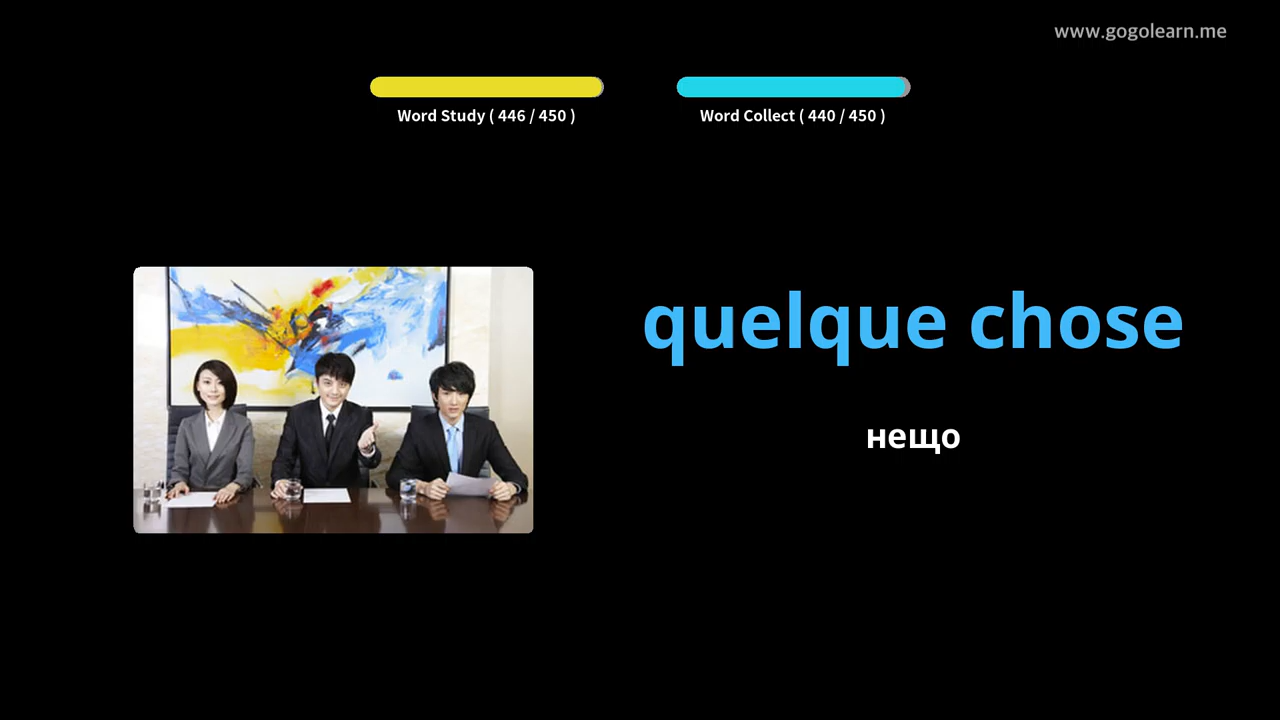 www.gogolearn.me
Word Study ( 446 / 450 )
Word Collect ( 440 / 450 )
quelque chose
нещо